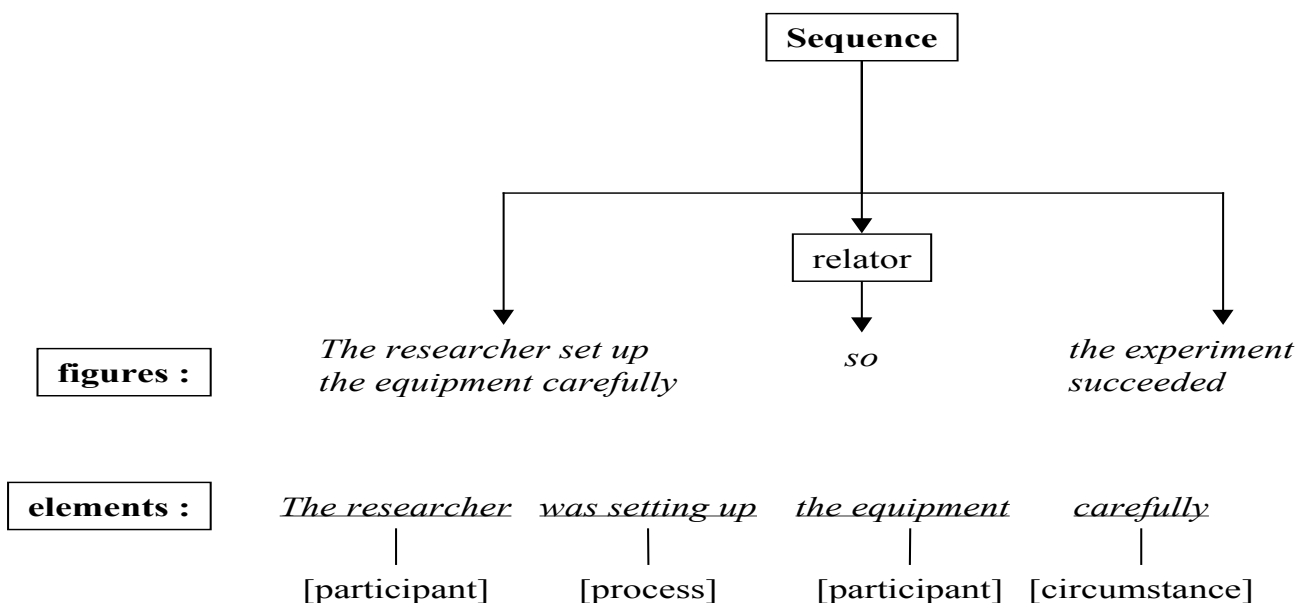 Sequence
relator
figures :
The researcher set up
the equipment carefully
so
the experiment
succeeded
elements :
The researcher was setting up the equipment carefully
[participant] [process] [participant] [circumstance]